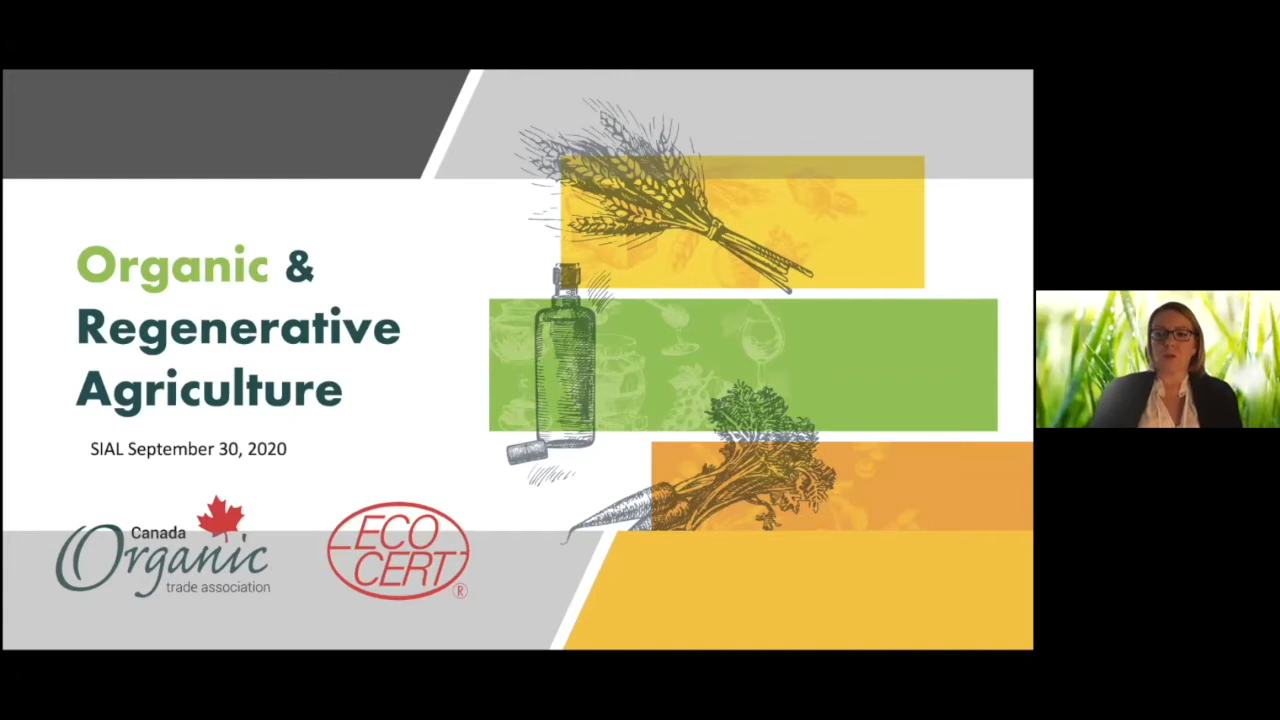 Organic &
Regenerative
Agriculture
SIAL September 30, 2020
Canada
Organic
trade association
ECO
CERT
®